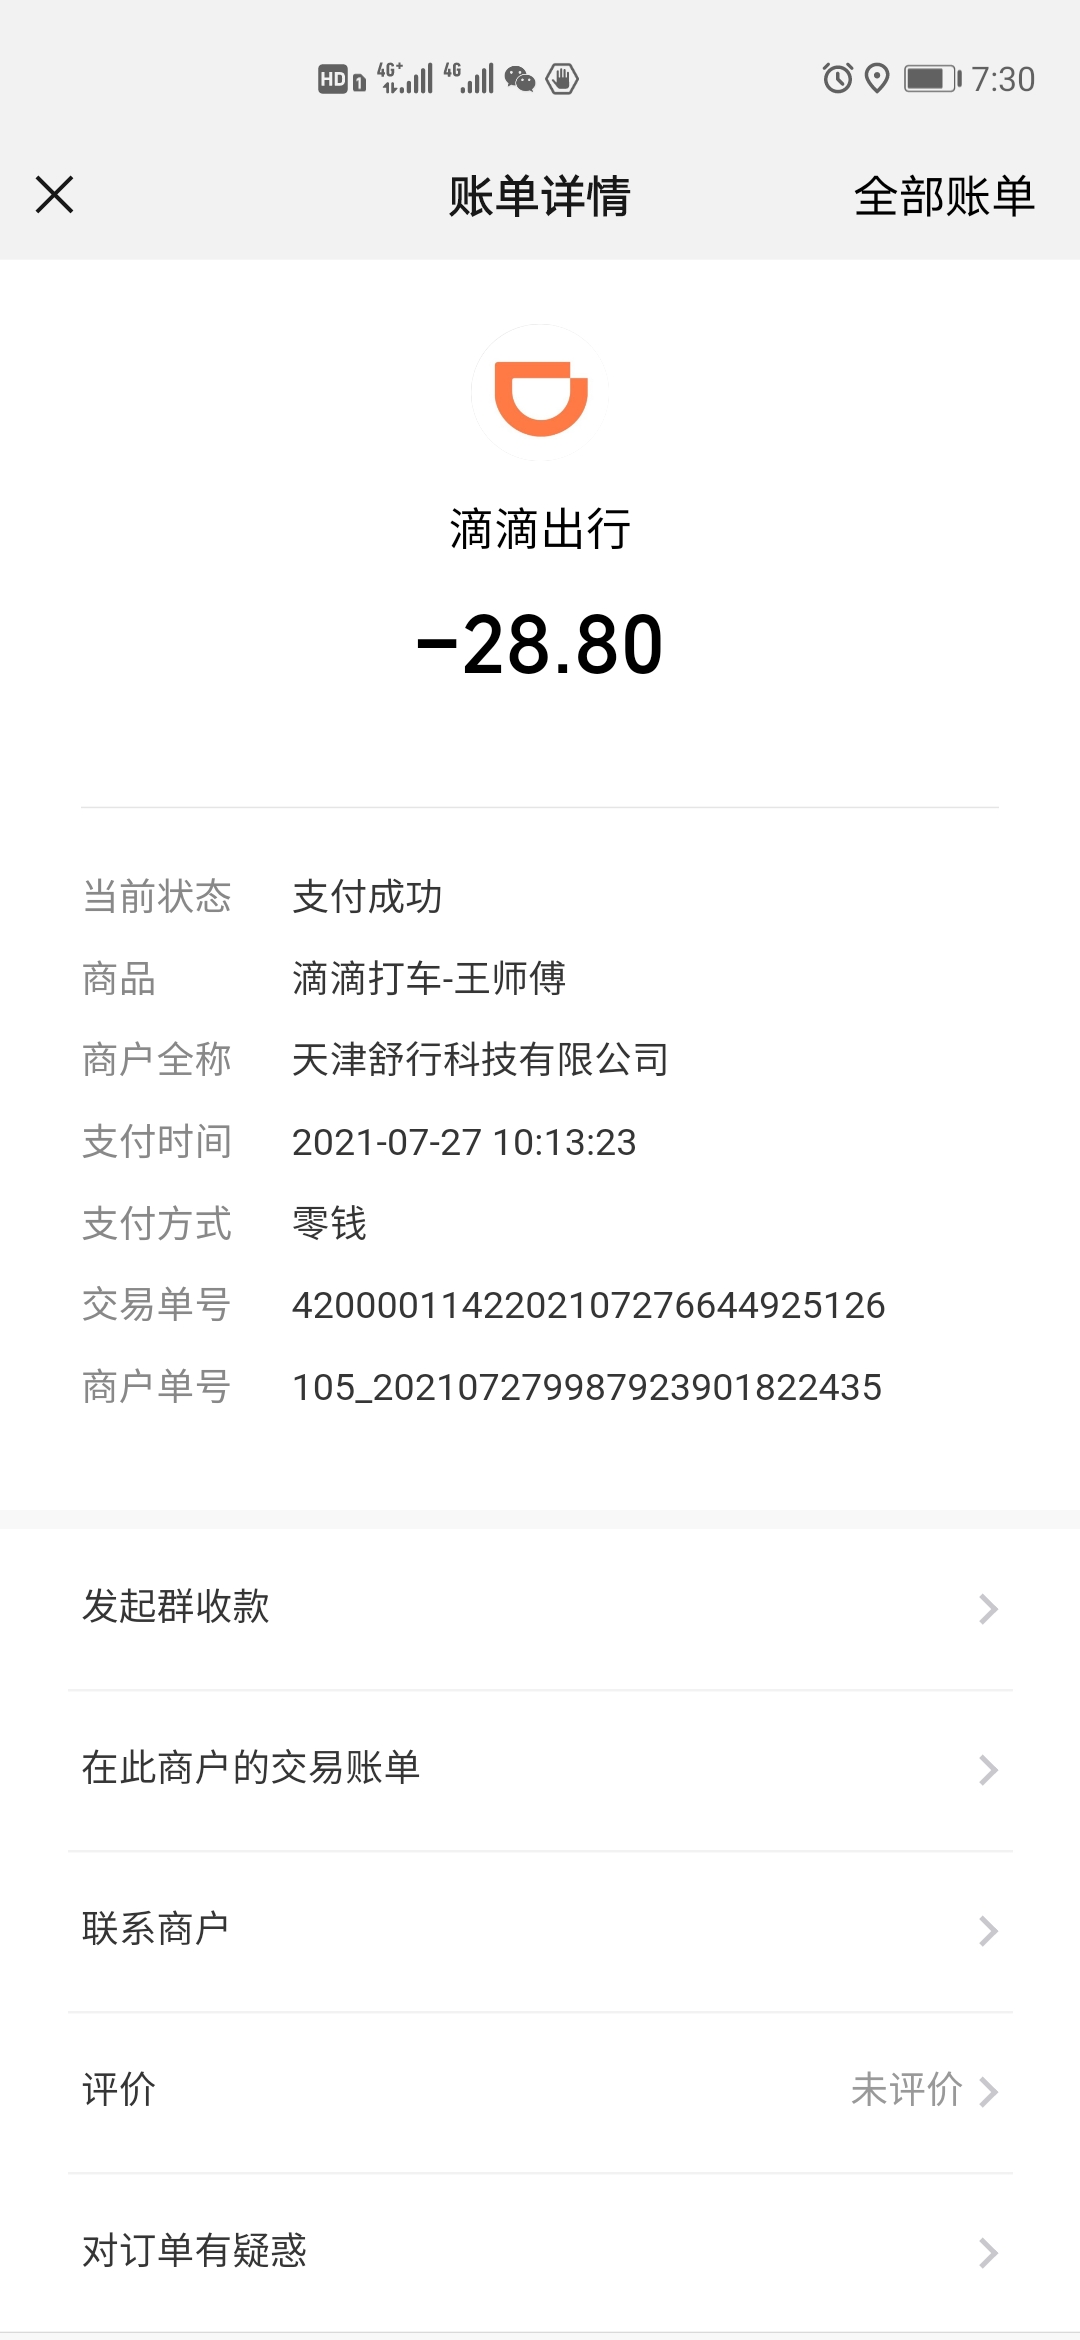 HD 1 4G+ 4G 7:30
账单详情 全部账单
滴滴出行
-28.80
当前状态 支付成功
商品 滴滴打车-王师傅
商户全称 天津舒行科技有限公司
支付时间 2021-07-27 10:13:23
支付方式 零钱
交易单号 4200001142202107276644925126
商户单号 105_202107279987923901822435
发起群收款
在此商户的交易账单
联系商户
评价 未评价
对订单有疑惑